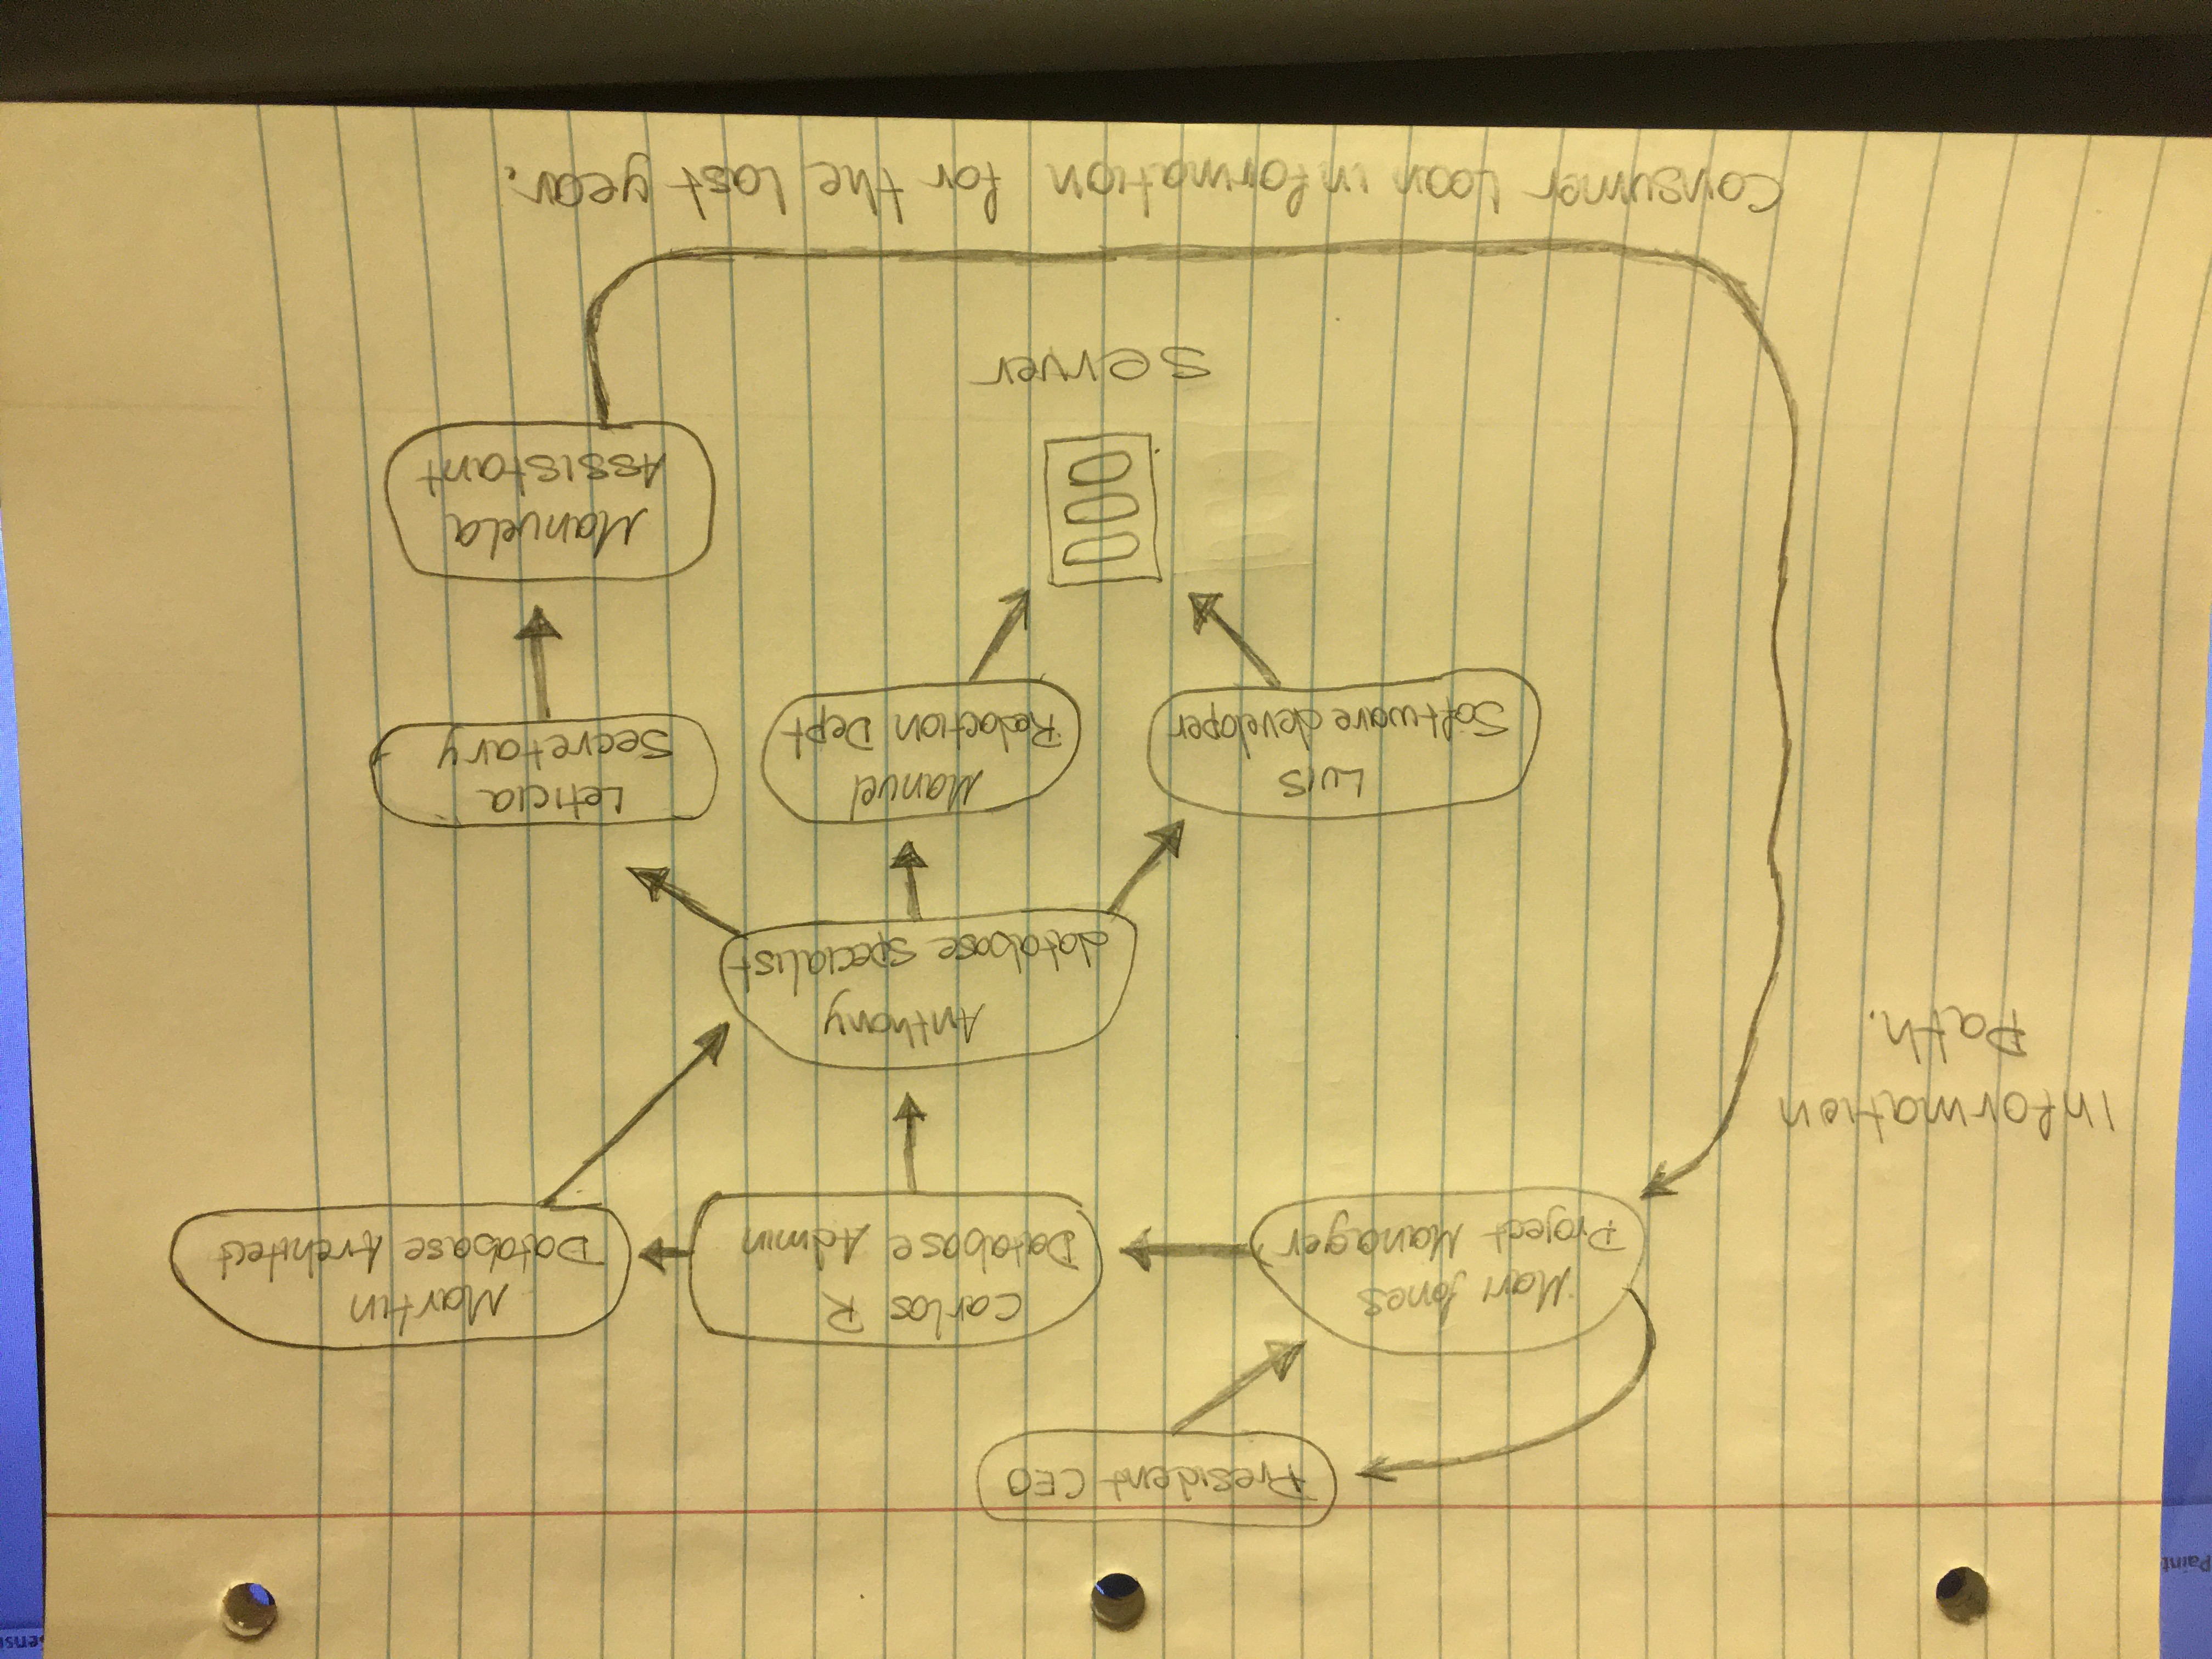 Paint
Sensi
President CEO
Mari Jones
Project Manager
Carlos R
Database Admin
Martin
Database Architect
Information
Path.
Anthony
database specialist
Luis
Software developer
Manuel
Redaction Dept
Leticia
Secretary
Manuela
Assistant
server
Consumer Loan information for the last year.